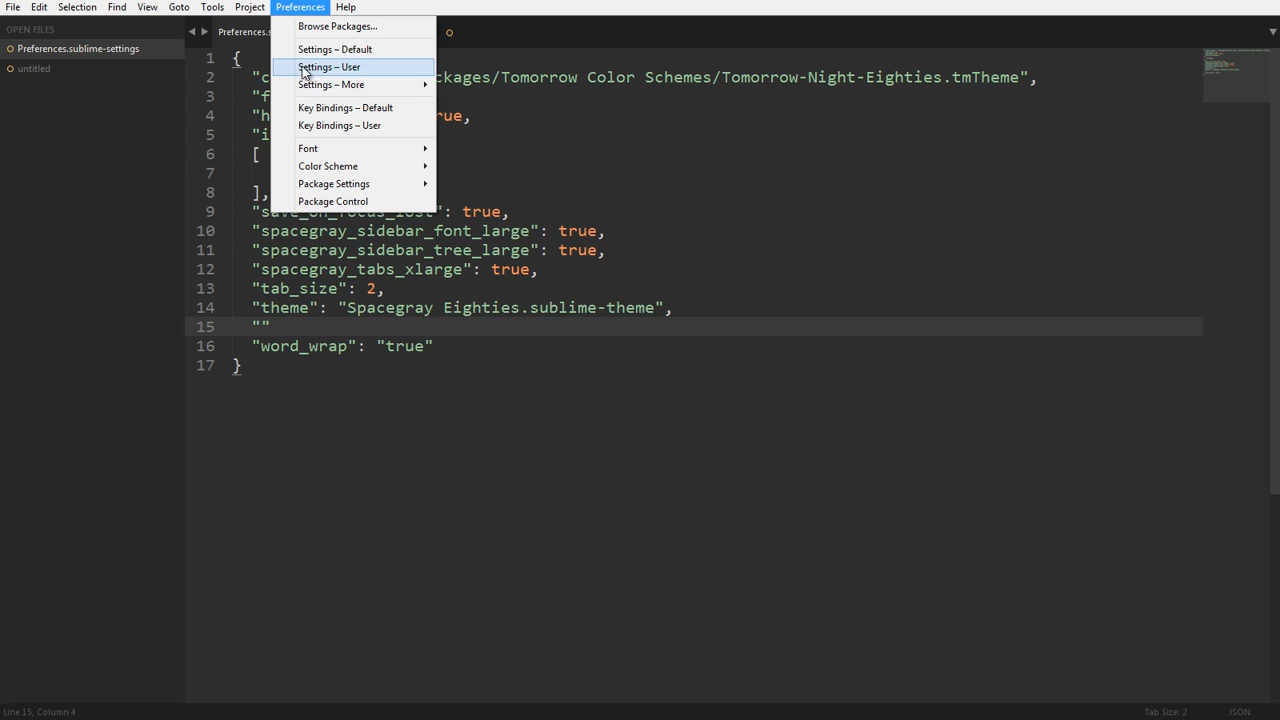 File Edit Selection Find View Goto Tools Project Preferences Help
OPEN FILES
Preferences.sublime-settings
untitled
Preferences.s
Browse Packages...
Settings – Default
Settings – User
Settings – More
Key Bindings – Default
Key Bindings – User
Font
Color Scheme
Package Settings
Package Control
1 {
2 "c ckages/Tomorrow Color Schemes/Tomorrow-Night-Eighties.tmTheme",
3 "f
4 "h rue,
5 "i
6 [
7
8 ],
9 "save_on_focus_lost": true,
10 "spacegray_sidebar_font_large": true,
11 "spacegray_sidebar_tree_large": true,
12 "spacegray_tabs_xlarge": true,
13 "tab_size": 2,
14 "theme": "Spacegray Eighties.sublime-theme",
15 ""
16 "word_wrap": "true"
17 }
Line 15, Column 4
Tab Size: 2
JSON